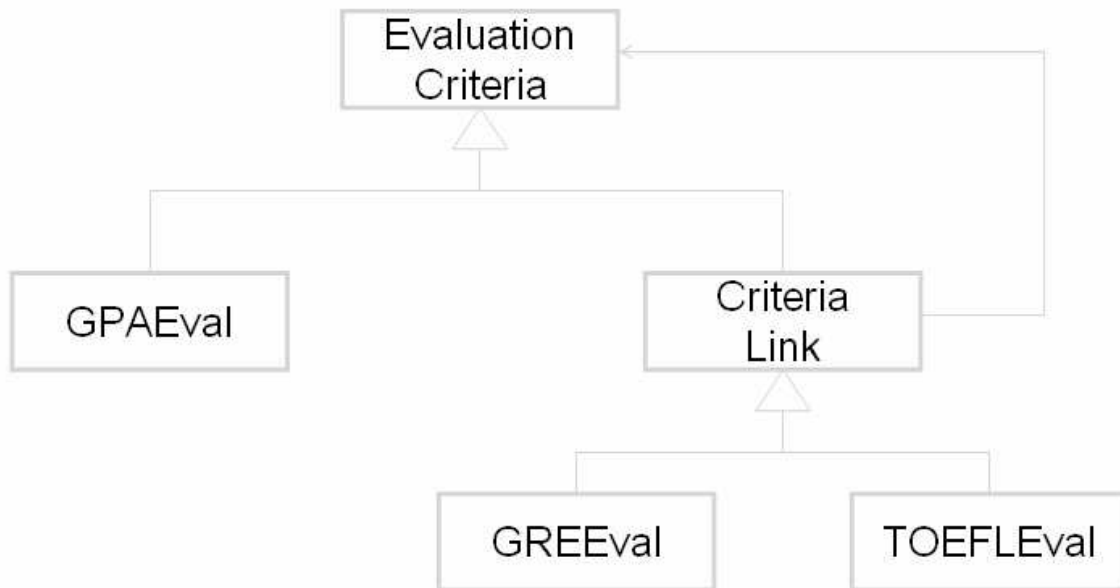 Evaluation
Criteria
GPAEval
Criteria
Link
GREEval
TOEFLEval